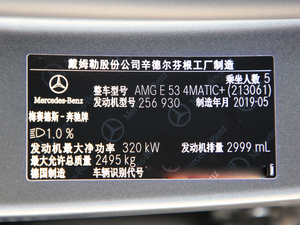 戴姆勒股份公司辛德尔芬根工厂制造
乘坐人数 5
整车型号 AMG E 53 4MATIC+ (213061)
Mercedes-Benz
发动机型号 256 930
制造年月 2019-05
梅赛德斯-奔驰牌
1.0 %
发动机最大净功率 320 kW
发动机排量 2999 mL
最大允许总质量 2495 kg
德国制造
车辆识别代号